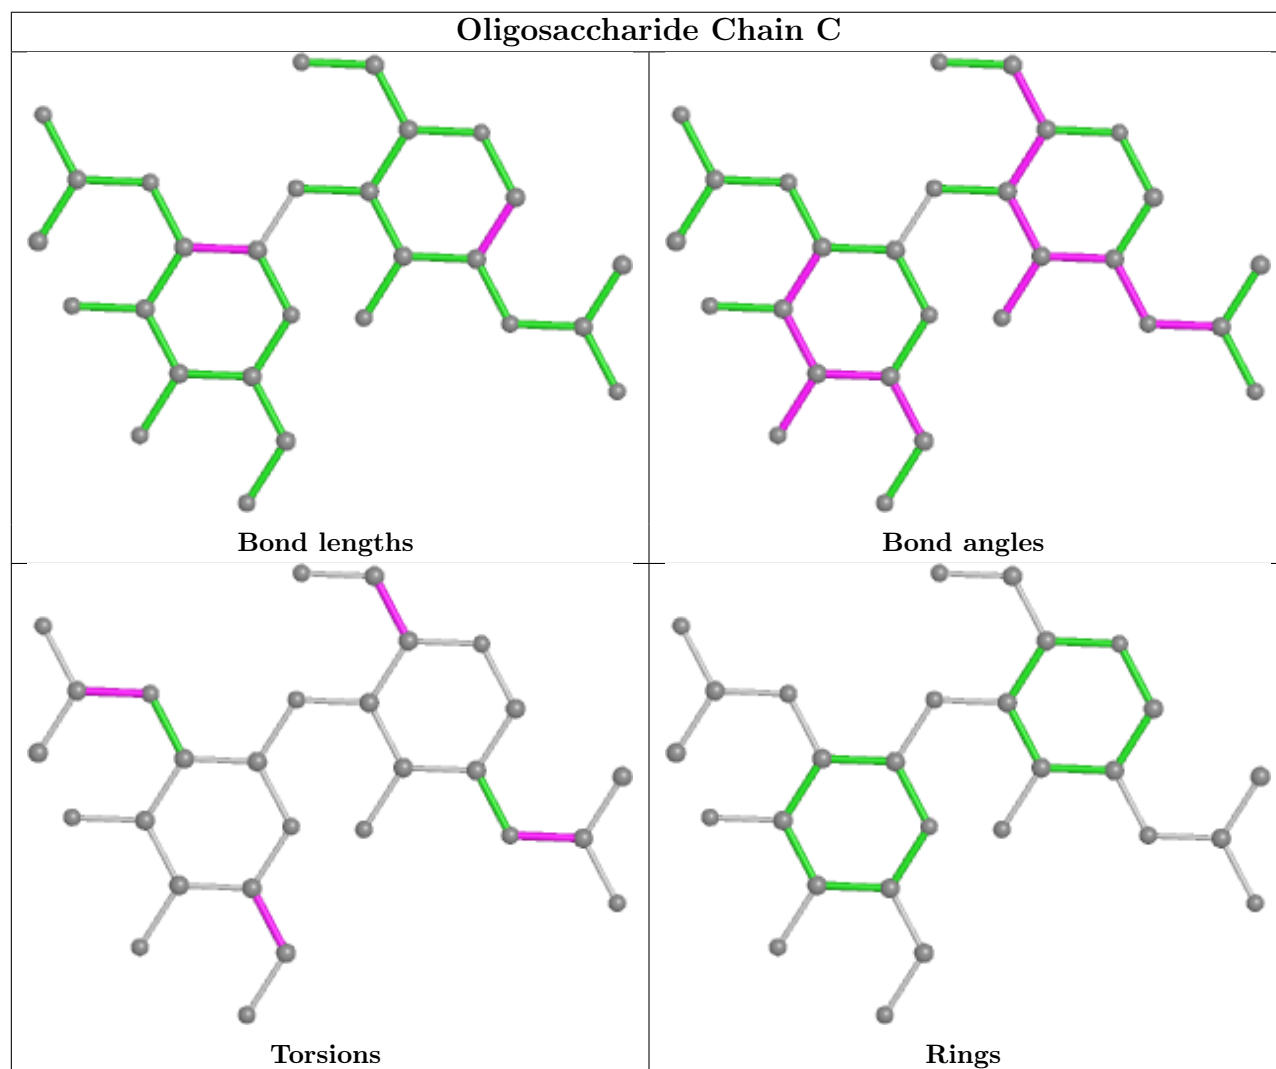 Oligosaccharide Chain C
Bond lengths
Bond angles
Torsions
Rings